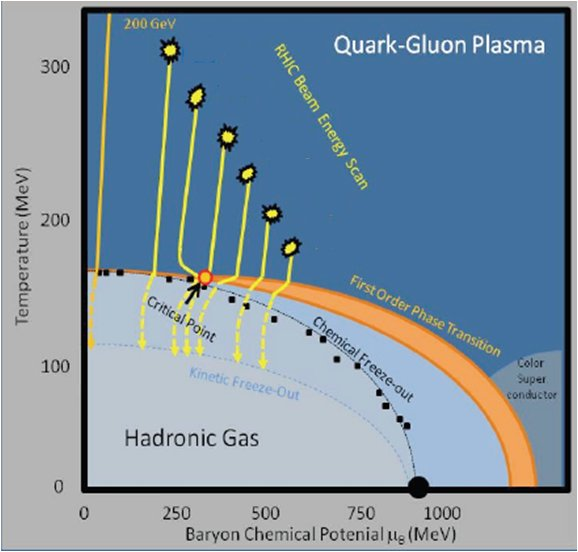 200 GeV
Quark-Gluon Plasma
RHIC Beam Energy Scan
300
200
100
0
Temperature (MeV)
First Order Phase Transition
Critical Point
Chemical Freeze-out
Kinetic Freeze-Out
Color
Super
conductor
Hadronic Gas
0
250
500
750
1000
Baryon Chemical Potenial μB (MeV)